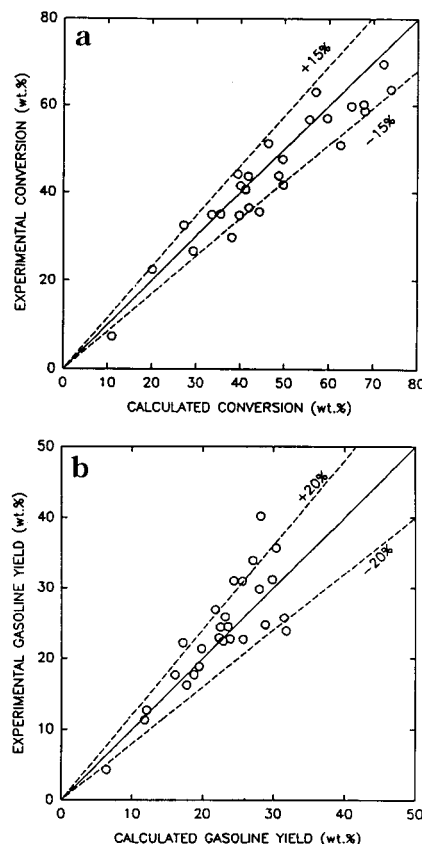 a
80
60
40
20
0
EXPERIMENTAL CONVERSION (wt.%)
+15%
-15%
0 10 20 30 40 50 60 70 80
CALCULATED CONVERSION (wt.%)
b
50
40
30
20
10
0
EXPERIMENTAL GASOLINE YIELD (wt.%)
+20%
-20%
0 10 20 30 40 50
CALCULATED GASOLINE YIELD (wt.%)